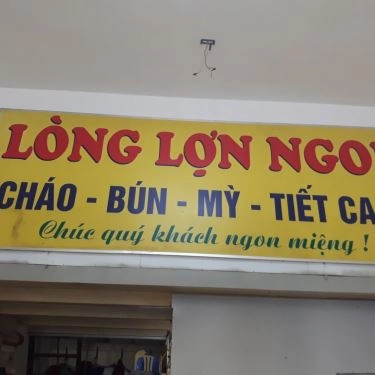 LÒNG LỢN NGO
CHÁO - BÚN - MỲ - TIẾT CA
Chúc quý khách ngon miệng !